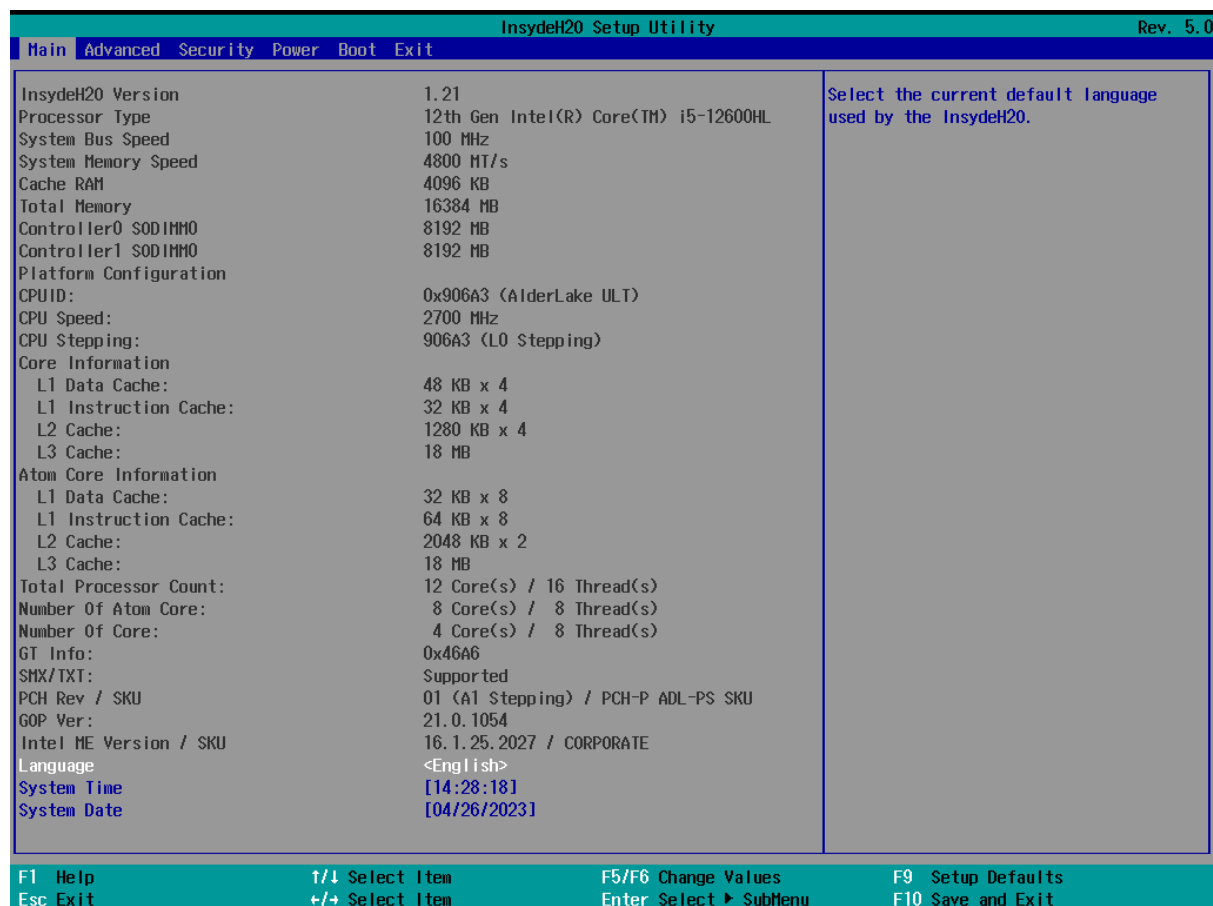 InsydeH20 Setup Utility Rev. 5.0
Main Advanced Security Power Boot Exit
InsydeH20 Version 1.21
Processor Type 12th Gen Intel(R) Core(TM) i5-12600HL
System Bus Speed 100 MHz
System Memory Speed 4800 MT/s
Cache RAM 4096 KB
Total Memory 16384 MB
Controller0 SODIMM0 8192 MB
Controller1 SODIMM0 8192 MB
Platform Configuration
CPUID: 0x906A3 (AlderLake ULT)
CPU Speed: 2700 MHz
CPU Stepping: 906A3 (L0 Stepping)
Core Information
L1 Data Cache: 48 KB x 4
L1 Instruction Cache: 32 KB x 4
L2 Cache: 1280 KB x 4
L3 Cache: 18 MB
Atom Core Information
L1 Data Cache: 32 KB x 8
L1 Instruction Cache: 64 KB x 8
L2 Cache: 2048 KB x 2
L3 Cache: 18 MB
Total Processor Count: 12 Core(s) / 16 Thread(s)
Number Of Atom Core: 8 Core(s) / 8 Thread(s)
Number Of Core: 4 Core(s) / 8 Thread(s)
GT Info: 0x46A6
SMX/TXT: Supported
PCH Rev / SKU 01 (A1 Stepping) / PCH-P ADL-PS SKU
GOP Ver: 21.0.1054
Intel ME Version / SKU 16.1.25.2027 / CORPORATE
Language <English>
System Time [14:28:18]
System Date [04/26/2023]
Select the current default language
used by the InsydeH20.
F1 Help ↑/↓ Select Item F5/F6 Change Values F9 Setup Defaults
Esc Exit ←/→ Select Item Enter Select ▶ SubMenu F10 Save and Exit